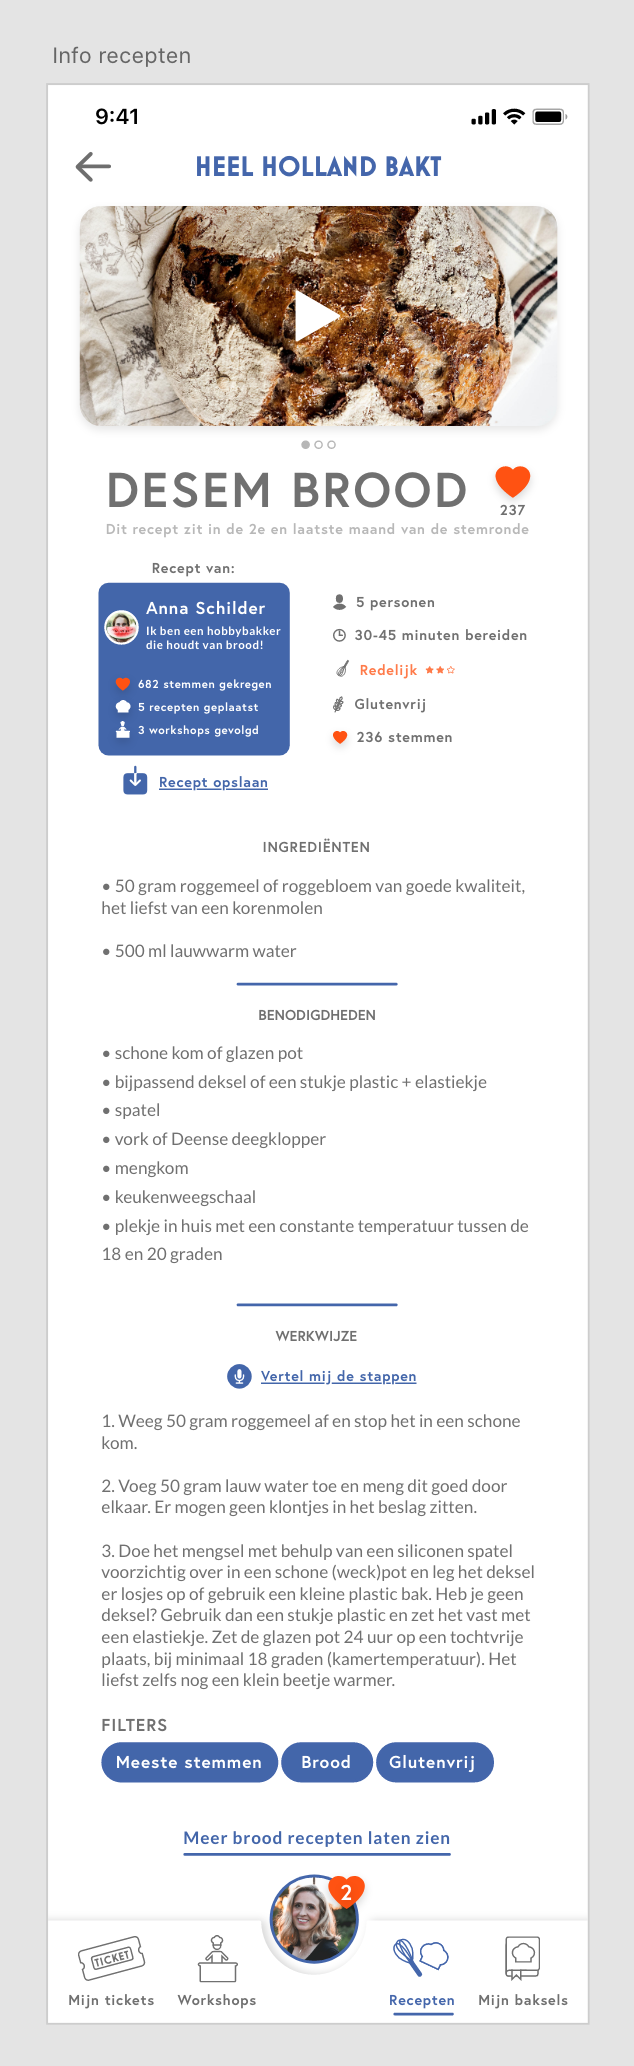 Info recepten
9:41
HEEL HOLLAND BAKT
DESEM BROOD
237
Dit recept zit in de 2e en laatste maand van de stemronde
Recept van:
Anna Schilder
Ik ben een hobbybakker
die houdt van brood!
682 stemmen gekregen
5 recepten geplaatst
3 workshops gevolgd
Recept opslaan
5 personen
30-45 minuten bereiden
Redelijk
Glutenvrij
236 stemmen
INGREDIËNTEN
• 50 gram roggemeel of roggebloem van goede kwaliteit,
het liefst van een korenmolen
• 500 ml lauwwarm water
BENODIGDHEDEN
• schone kom of glazen pot
• bijpassend deksel of een stukje plastic + elastiekje
• spatel
• vork of Deense deegklopper
• mengkom
• keukenweegschaal
• plekje in huis met een constante temperatuur tussen de
18 en 20 graden
WERKWIJZE
Vertel mij de stappen
1. Weeg 50 gram roggemeel af en stop het in een schone
kom.
2. Voeg 50 gram lauw water toe en meng dit goed door
elkaar. Er mogen geen klontjes in het beslag zitten.
3. Doe het mengsel met behulp van een siliconen spatel
voorzichtig over in een schone (weck)pot en leg het deksel
er losjes op of gebruik een kleine plastic bak. Heb je geen
deksel? Gebruik dan een stukje plastic en zet het vast met
een elastiekje. Zet de glazen pot 24 uur op een tochtvrije
plaats, bij minimaal 18 graden (kamertemperatuur). Het
liefst zelfs nog een klein beetje warmer.
FILTERS
Meeste stemmen
Brood
Glutenvrij
Meer brood recepten laten zien
2
TICKET
Mijn tickets
Workshops
Recepten
Mijn baksels